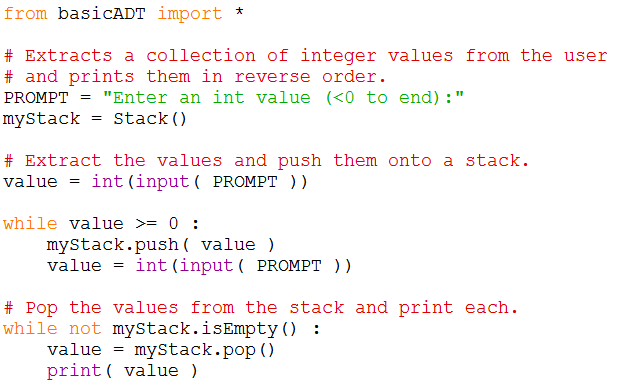 from basicADT import *
# Extracts a collection of integer values from the user
# and prints them in reverse order.
PROMPT = "Enter an int value (<0 to end):"
myStack = Stack()
# Extract the values and push them onto a stack.
value = int(input( PROMPT ))
while value >= 0 :
    myStack.push( value )
    value = int(input( PROMPT ))
# Pop the values from the stack and print each.
while not myStack.isEmpty() :
    value = myStack.pop()
    print( value )